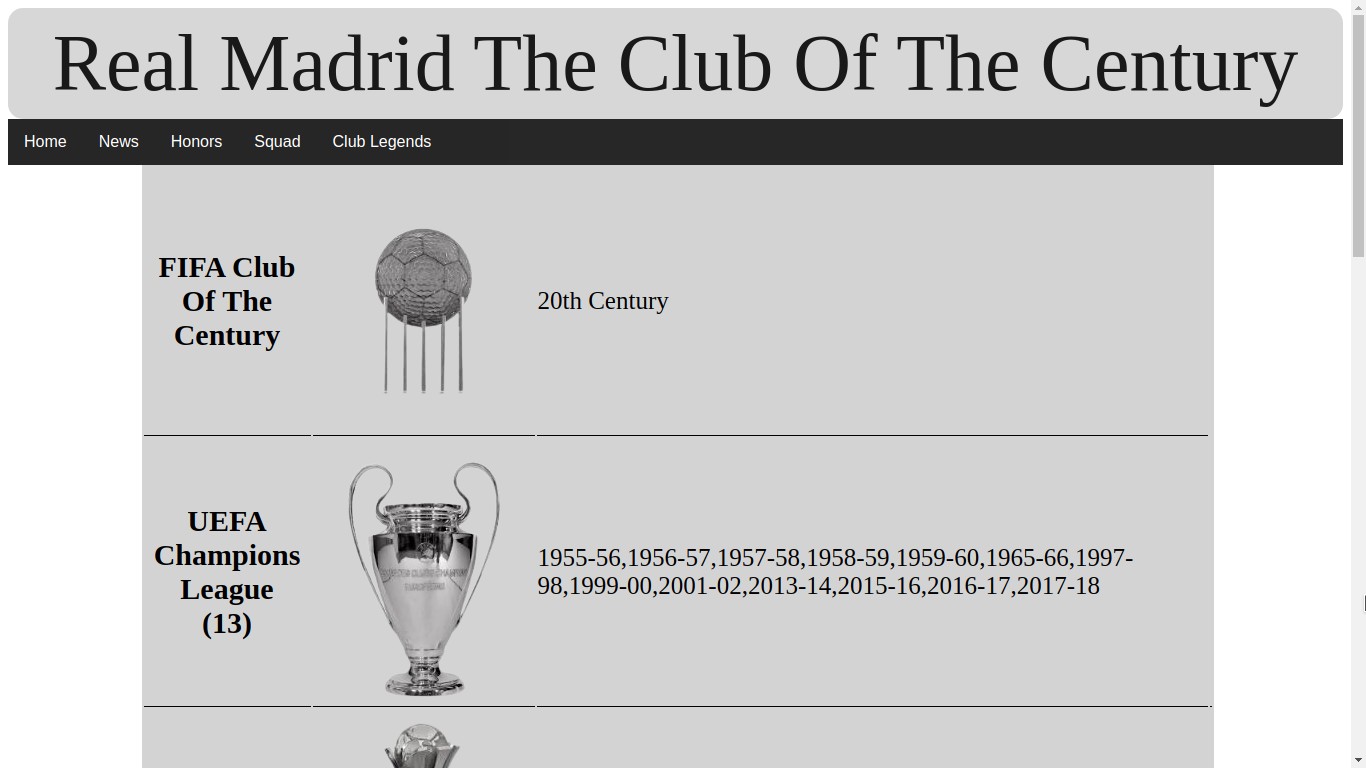 Real Madrid The Club Of The Century
Home News Honors Squad Club Legends
FIFA Club
Of The
Century
20th Century
UEFA
Champions
League
(13)
1955-56,1956-57,1957-58,1958-59,1959-60,1965-66,1997-
98,1999-00,2001-02,2013-14,2015-16,2016-17,2017-18